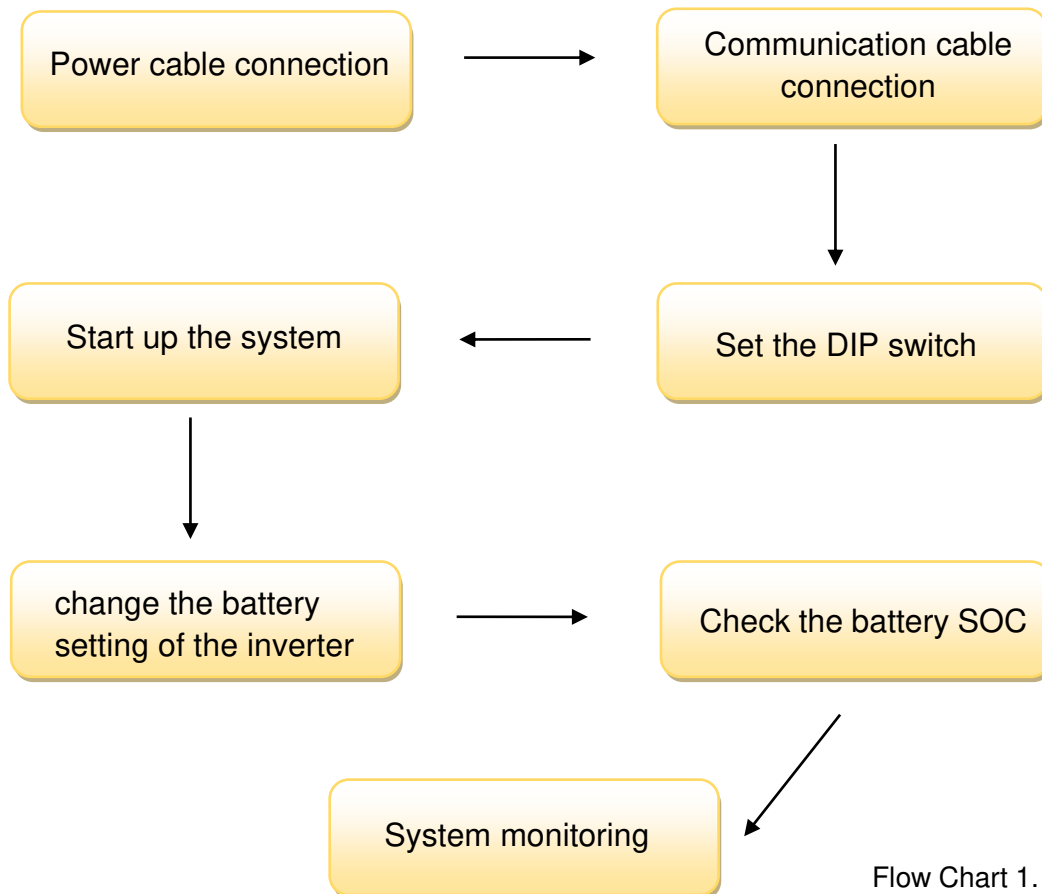 Power cable connection
Communication cable
connection
Set the DIP switch
Start up the system
change the battery
setting of the inverter
Check the battery SOC
System monitoring
Flow Chart 1.